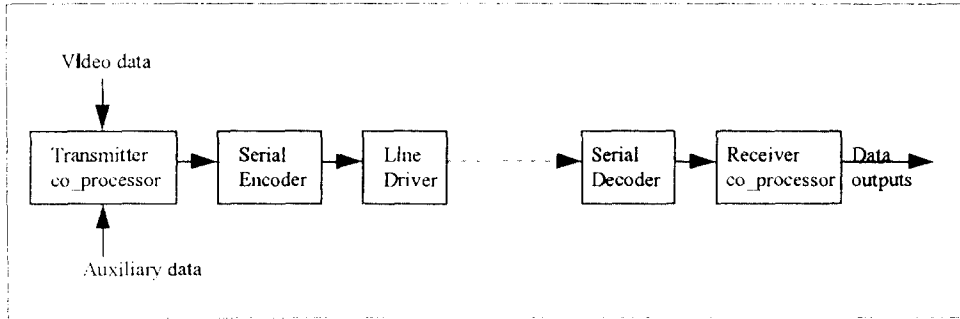 Video data
Transmitter
co_processor
Serial
Encoder
Line
Driver
Serial
Decoder
Receiver
co_processor
Data
outputs
Auxiliary data